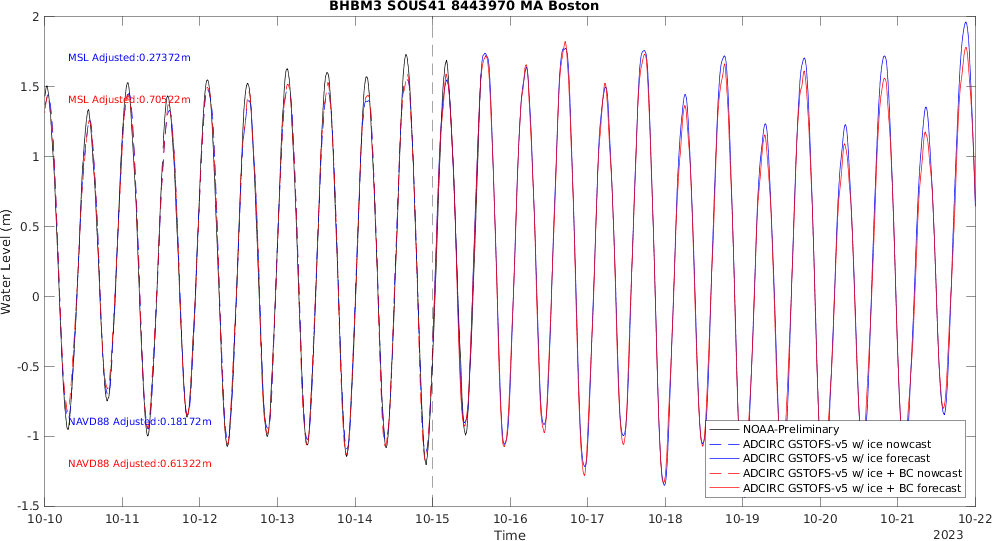 BHBM3 SOUS41 8443970 MA Boston
2
1.5
1
0.5
0
-0.5
-1
-1.5
Water Level (m)
MSL Adjusted:0.27372m
MSL Adjusted:0.70522m
NAVD88 Adjusted:0.18172m
NAVD88 Adjusted:0.61322m
NOAA-Preliminary
ADCIRC GSTOFS-v5 w/ ice nowcast
ADCIRC GSTOFS-v5 w/ ice forecast
ADCIRC GSTOFS-v5 w/ ice + BC nowcast
ADCIRC GSTOFS-v5 w/ ice + BC forecast
10-10 10-11 10-12 10-13 10-14 10-15 10-16 10-17 10-18 10-19 10-20 10-21 10-22
Time
2023